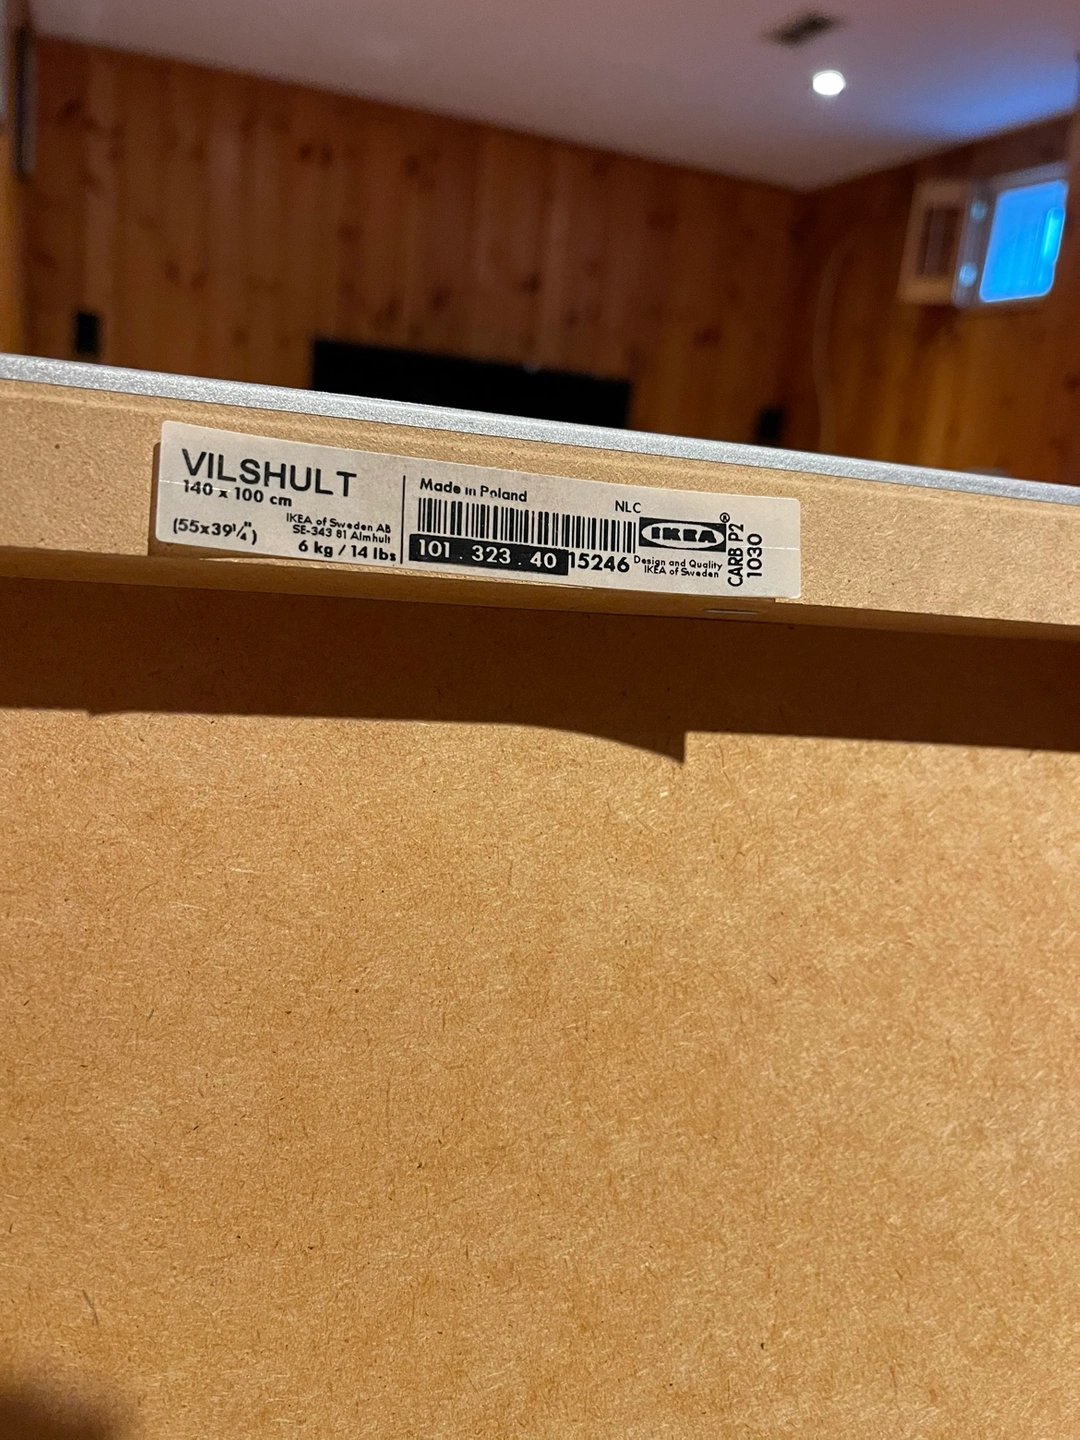 VILSHULT
140 x 100 cm
(55x39¼")
IKEA of Sweden AB
SE-343 81 Älmhult
6 kg / 14 lbs
Made in Poland
NLC
101.323.40 15246
IKEA®
Design and Quality
IKEA of Sweden
CARB P2
1030